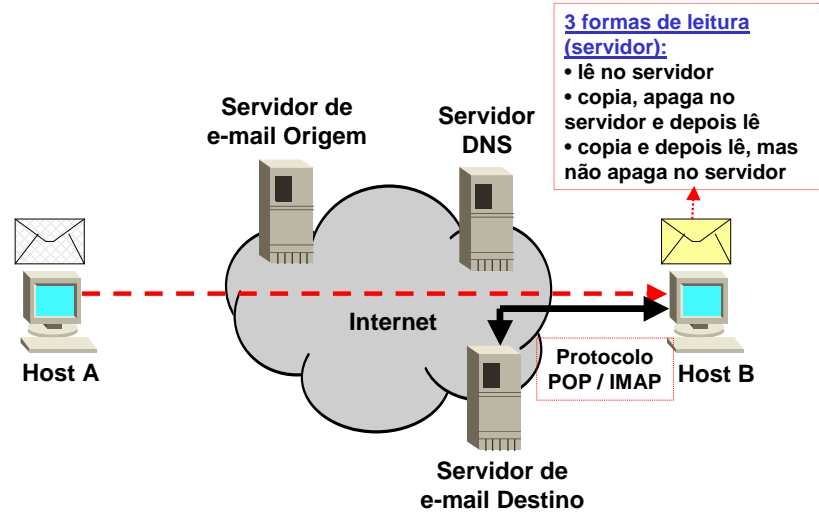 3 formas de leitura
(servidor):
• lê no servidor
• copia, apaga no
servidor e depois lê
• copia e depois lê, mas
não apaga no servidor
Servidor de
e-mail Origem
Servidor
DNS
Internet
Host A
Protocolo
POP / IMAP
Host B
Servidor de
e-mail Destino